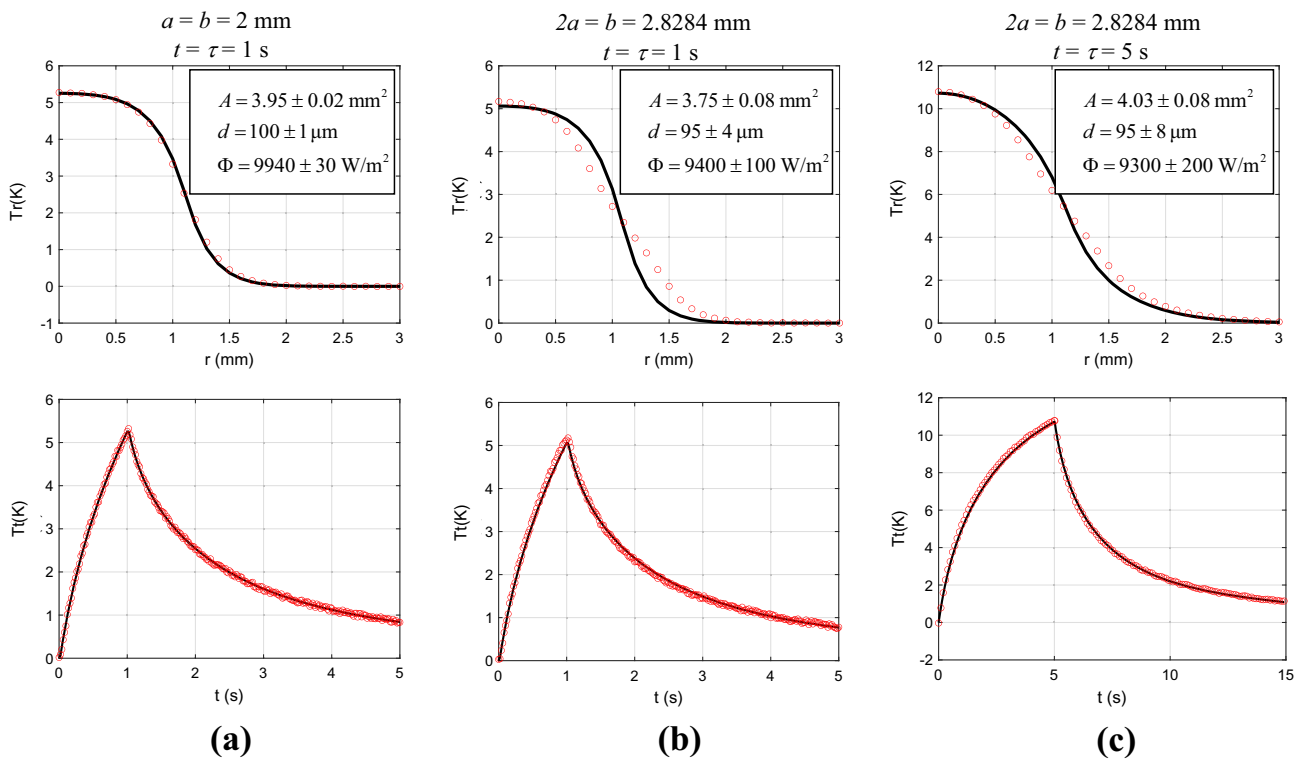 a = b = 2 mm
t = τ = 1 s
6
5
4
3
2
1
0
-1
Tr(K)
A = 3.95 ± 0.02 mm²
d = 100 ± 1 μm
Φ = 9940 ± 30 W/m²
0 0.5 1 1.5 2 2.5 3
r (mm)
6
5
4
3
2
1
0
Tt(K)
0 1 2 3 4 5
t (s)
(a)
2a = b = 2.8284 mm
t = τ = 1 s
6
5
4
3
2
1
0
Tr(K)
A = 3.75 ± 0.08 mm²
d = 95 ± 4 μm
Φ = 9400 ± 100 W/m²
0 0.5 1 1.5 2 2.5 3
r (mm)
6
5
4
3
2
1
0
Tt(K)
0 1 2 3 4 5
t (s)
(b)
2a = b = 2.8284 mm
t = τ = 5 s
12
10
8
6
4
2
0
Tr(K)
A = 4.03 ± 0.08 mm²
d = 95 ± 8 μm
Φ = 9300 ± 200 W/m²
0 0.5 1 1.5 2 2.5 3
r (mm)
12
10
8
6
4
2
0
-2
Tt(K)
0 5 10 15
t (s)
(c)